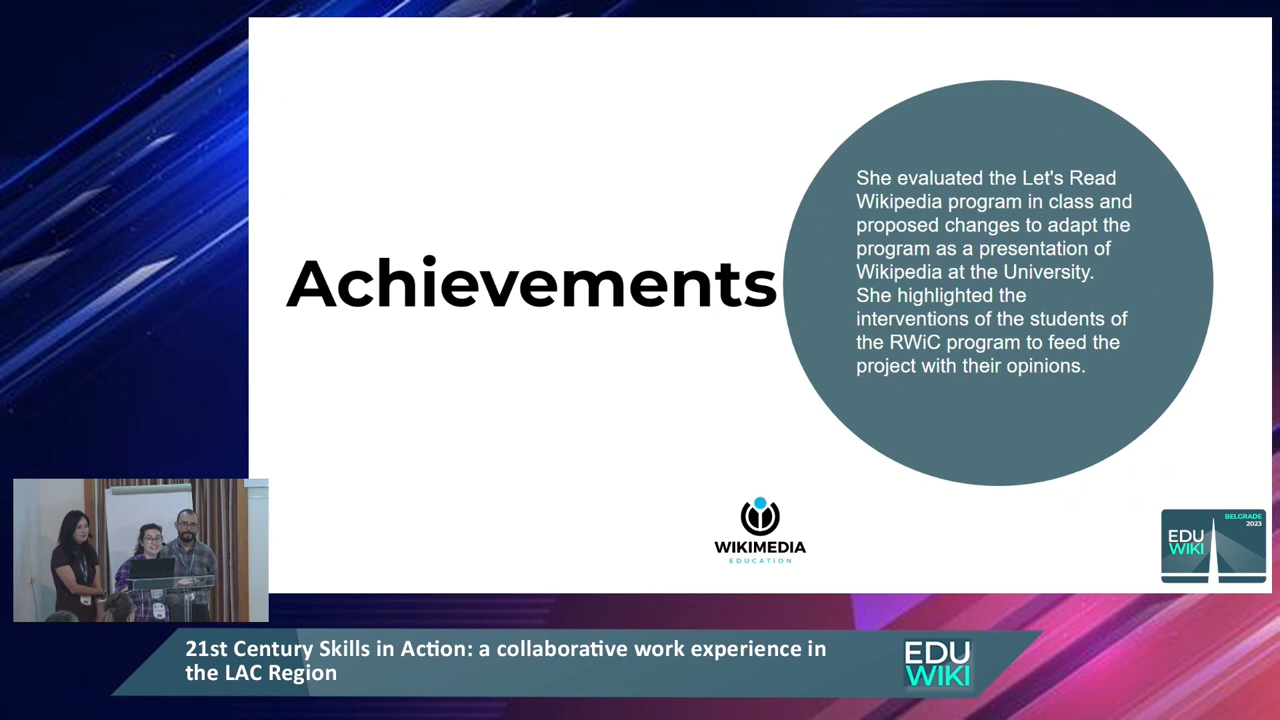 Achievements
She evaluated the Let's Read
Wikipedia program in class and
proposed changes to adapt the
program as a presentation of
Wikipedia at the University.
She highlighted the
interventions of the students of
the RWiC program to feed the
project with their opinions.
WIKIMEDIA
EDUCATION
BELGRADE
2023
EDU
WIKI
21st Century Skills in Action: a collaborative work experience in
the LAC Region
EDU
WIKI